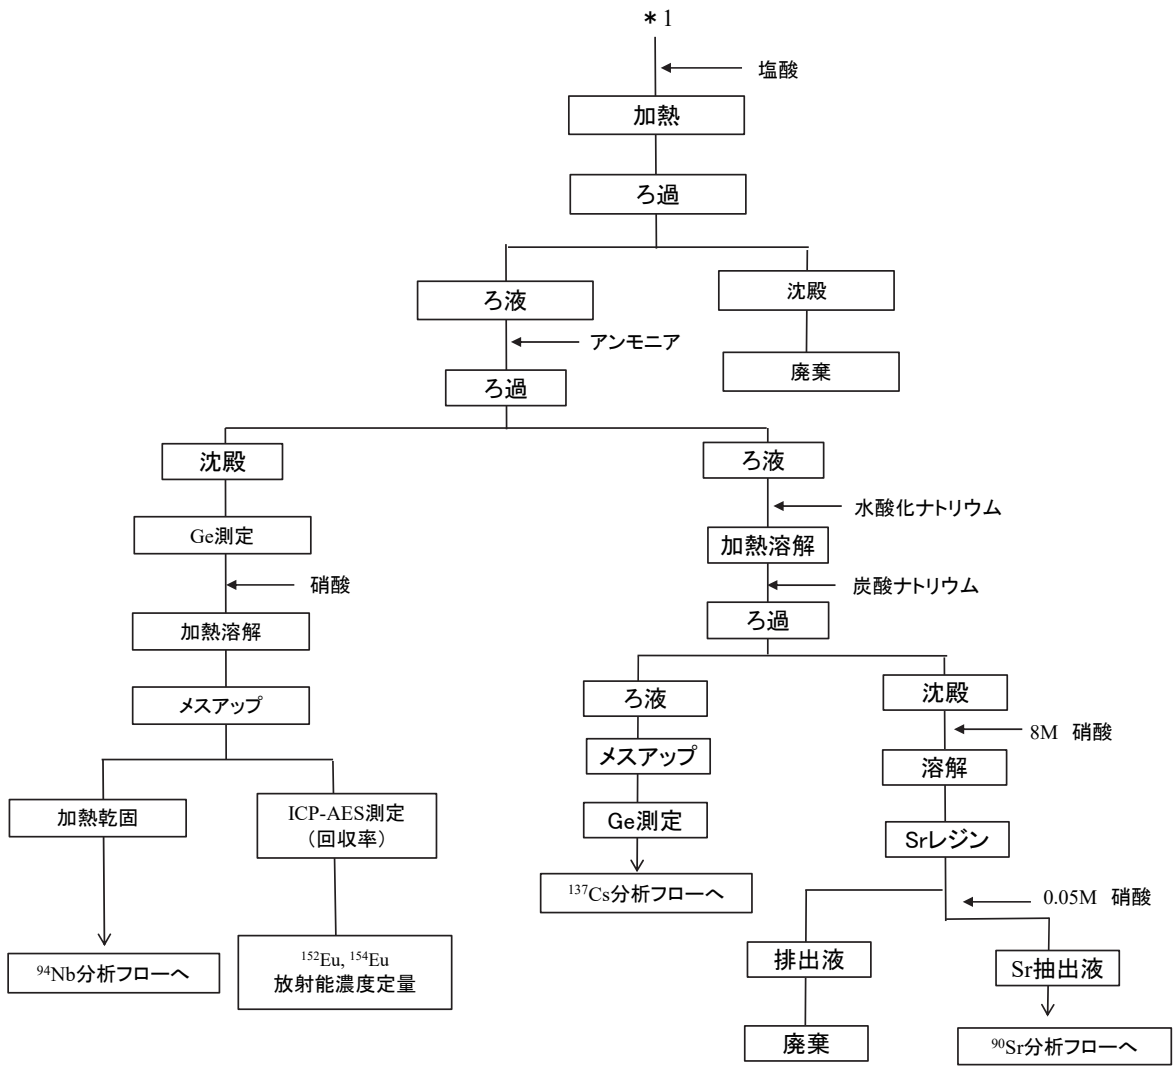 ＊1
塩酸
加熱
ろ過
ろ液
沈殿
アンモニア
廃棄
ろ過
沈殿
ろ液
水酸化ナトリウム
Ge測定
加熱溶解
硝酸
炭酸ナトリウム
加熱溶解
ろ過
メスアップ
ろ液
沈殿
8M 硝酸
メスアップ
溶解
加熱乾固
ICP-AES測定
（回収率）
Ge測定
Srレジン
¹³⁷Cs分析フローへ
0.05M 硝酸
⁹⁴Nb分析フローへ
¹⁵²Eu, ¹⁵⁴Eu
放射能濃度定量
排出液
Sr抽出液
廃棄
⁹⁰Sr分析フローへ